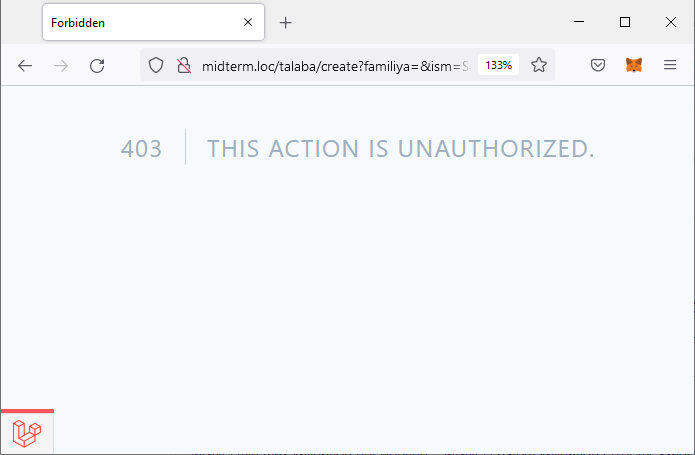 Forbidden
midterm.loc/talaba/create?familiya=&ism=S
133%
403
THIS ACTION IS UNAUTHORIZED.